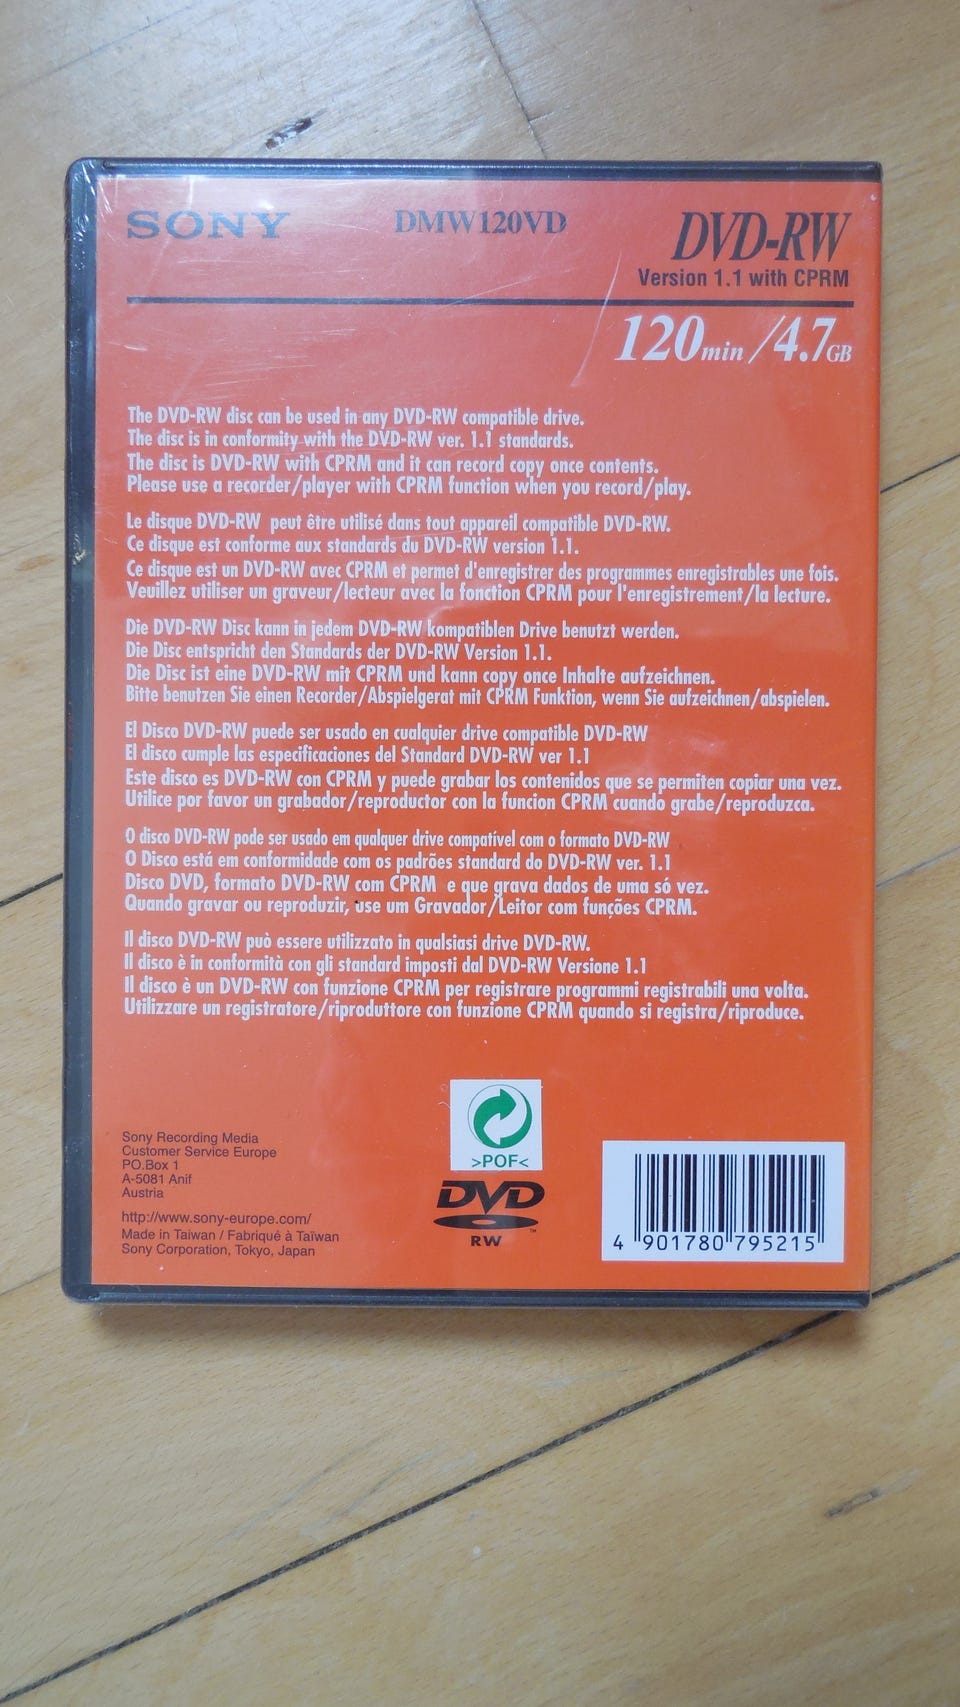 SONY
DMW120VD
DVD-RW
Version 1.1 with CPRM
120min/4.7GB
The DVD-RW disc can be used in any DVD-RW compatible drive.
The disc is in conformity with the DVD-RW ver. 1.1 standards.
The disc is DVD-RW with CPRM and it can record copy once contents.
Please use a recorder/player with CPRM function when you record/play.
Le disque DVD-RW peut être utilisé dans tout appareil compatible DVD-RW.
Ce disque est conforme aux standards du DVD-RW version 1.1.
Ce disque est un DVD-RW avec CPRM et permet d'enregistrer des programmes enregistrables une fois.
Veuillez utiliser un graveur/lecteur avec la fonction CPRM pour l'enregistrement/la lecture.
Die DVD-RW Disc kann in jedem DVD-RW kompatiblen Drive benutzt werden.
Die Disc entspricht den Standards der DVD-RW Version 1.1.
Die Disc ist eine DVD-RW mit CPRM und kann copy once Inhalte aufzeichnen.
Bitte benutzen Sie einen Recorder/Abspielgerat mit CPRM Funktion, wenn Sie aufzeichnen/abspielen.
El Disco DVD-RW puede ser usado en cualquier drive compatible DVD-RW
El disco cumple las especificaciones del Standard DVD-RW ver 1.1
Este disco es DVD-RW con CPRM y puede grabar los contenidos que se permiten copiar una vez.
Utilice por favor un grabador/reproductor con la funcion CPRM cuando grabe/reproduzca.
O disco DVD-RW pode ser usado em qualquer drive compatível com o formato DVD-RW
O Disco está em conformidade com os padrões standard do DVD-RW ver. 1.1
Disco DVD, formato DVD-RW com CPRM e que grava dados de uma só vez.
Quando gravar ou reproduzir, use um Gravador/Leitor com funções CPRM.
Il disco DVD-RW può essere utilizzato in qualsiasi drive DVD-RW.
Il disco è in conformità con gli standard imposti dal DVD-RW Versione 1.1
Il disco è un DVD-RW con funzione CPRM per registrare programmi registrabili una volta.
Utilizzare un registratore/riproduttore con funzione CPRM quando si registra/riproduce.
Sony Recording Media
Customer Service Europe
PO.Box 1
A-5081 Anif
Austria
http://www.sony-europe.com/
Made in Taiwan / Fabriqué à Taïwan
Sony Corporation, Tokyo, Japan
>POF<
DVD™
RW
4 901780 795215